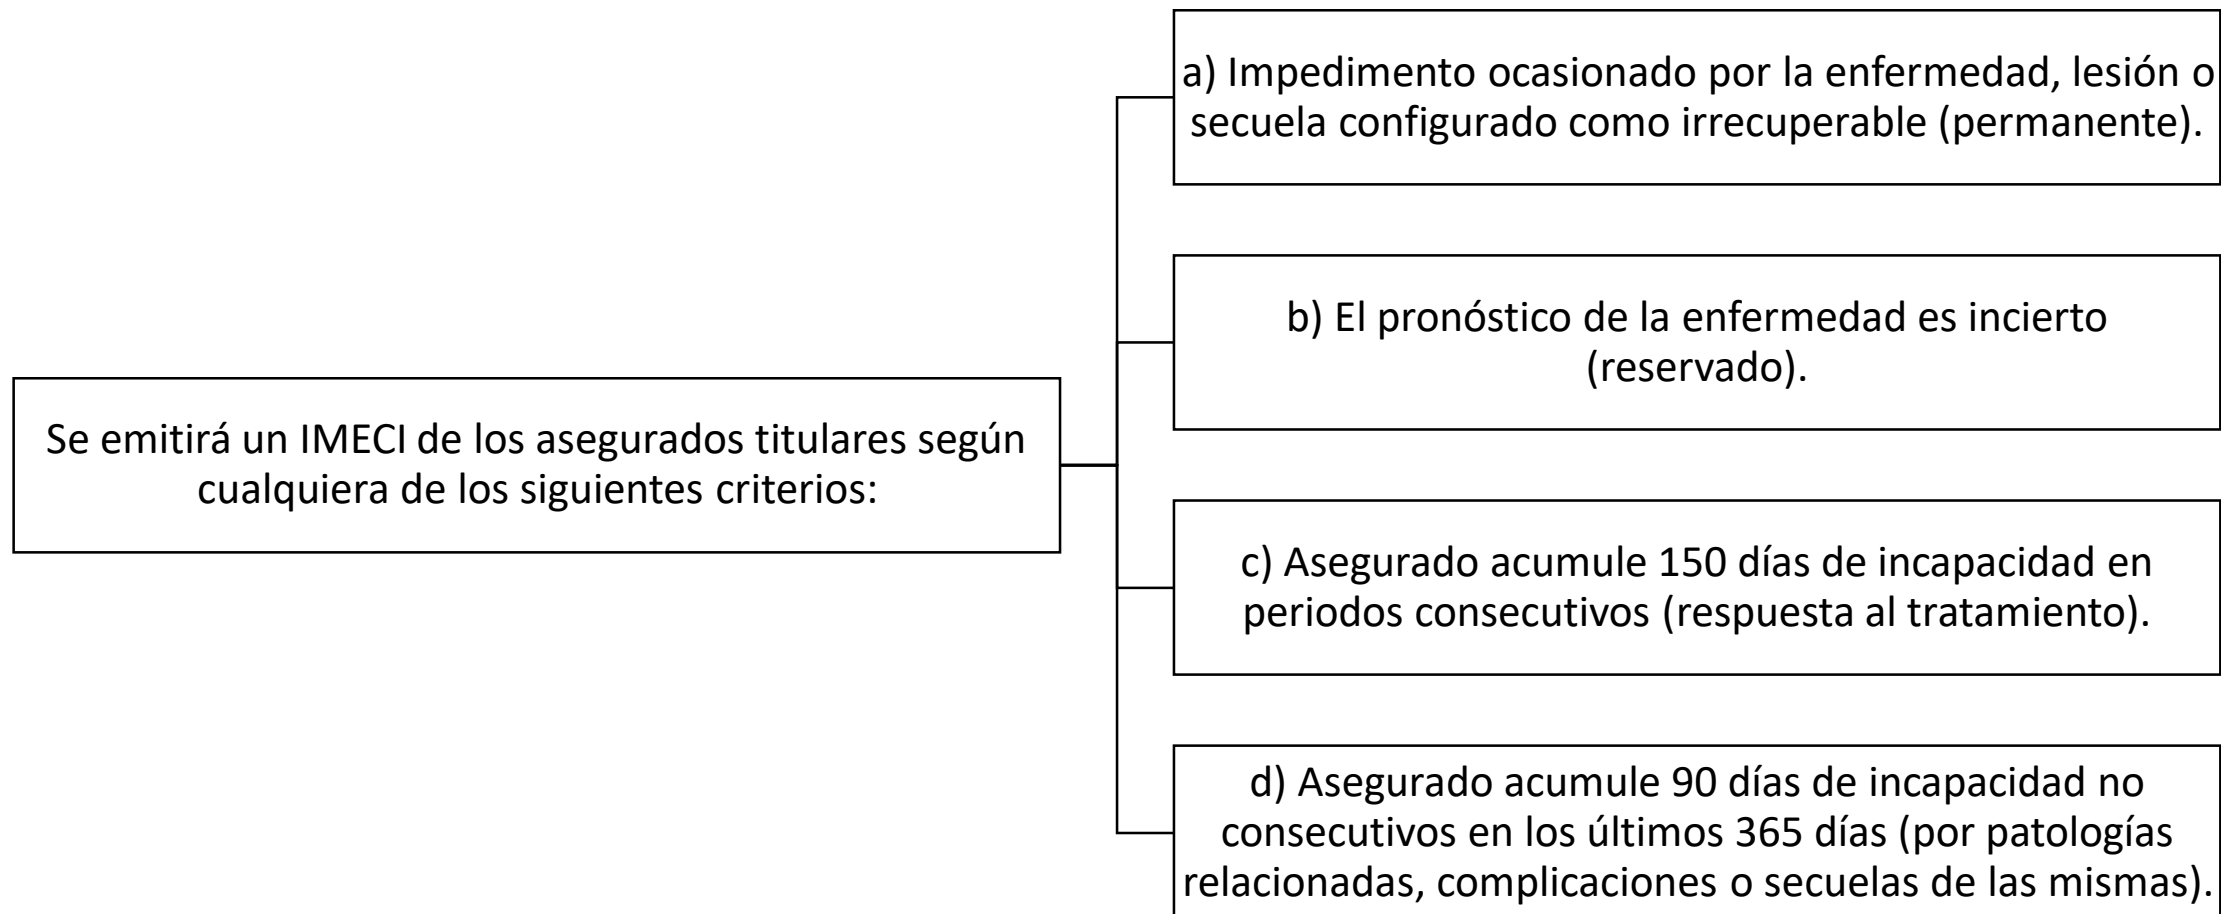 Se emitirá un IMECI de los asegurados titulares según
cualquiera de los siguientes criterios:
a) Impedimento ocasionado por la enfermedad, lesión o
secuela configurado como irrecuperable (permanente).
b) El pronóstico de la enfermedad es incierto
(reservado).
c) Asegurado acumule 150 días de incapacidad en
periodos consecutivos (respuesta al tratamiento).
d) Asegurado acumule 90 días de incapacidad no
consecutivos en los últimos 365 días (por patologías
relacionadas, complicaciones o secuelas de las mismas).